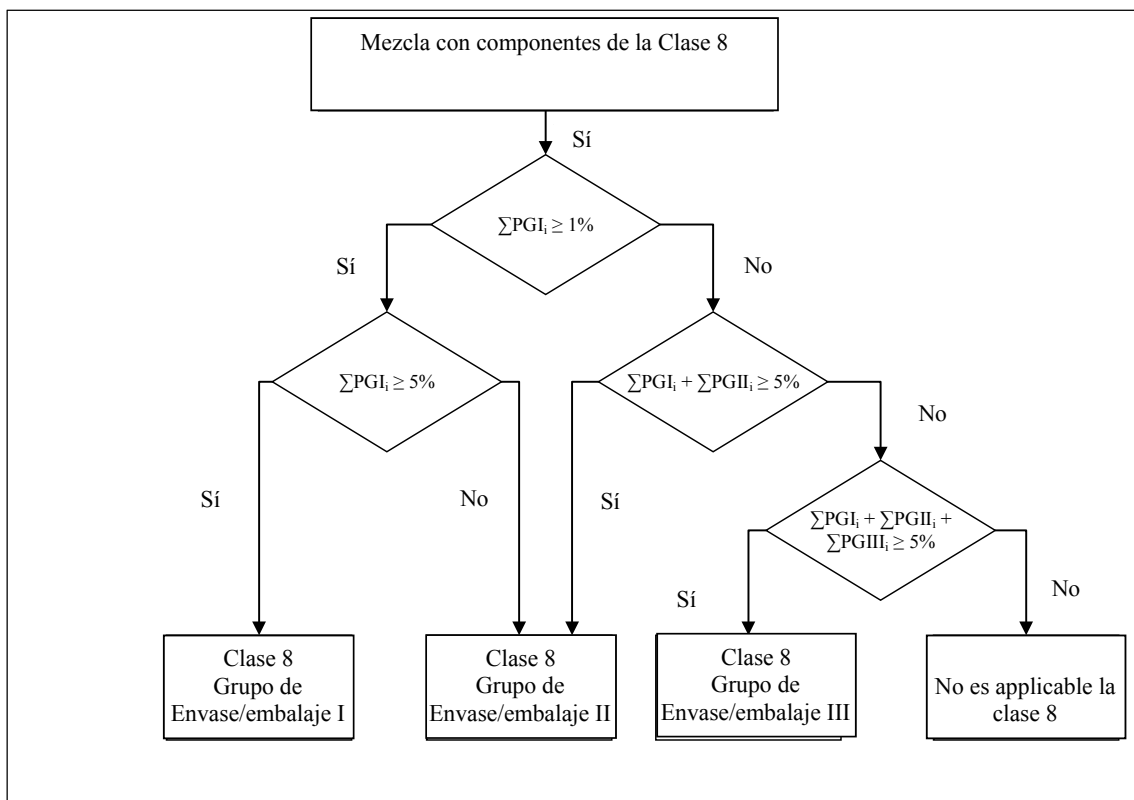 Mezcla con componentes de la Clase 8
Sí
∑PGIᵢ ≥ 1%
Sí
No
∑PGIᵢ ≥ 5%
∑PGIᵢ + ∑PGIIᵢ ≥ 5%
No
Sí
No
Sí
∑PGIᵢ + ∑PGIIᵢ +
∑PGIIIᵢ ≥ 5%
Sí
No
Clase 8
Grupo de
Envase/embalaje I
Clase 8
Grupo de
Envase/embalaje II
Clase 8
Grupo de
Envase/embalaje III
No es applicable la
clase 8